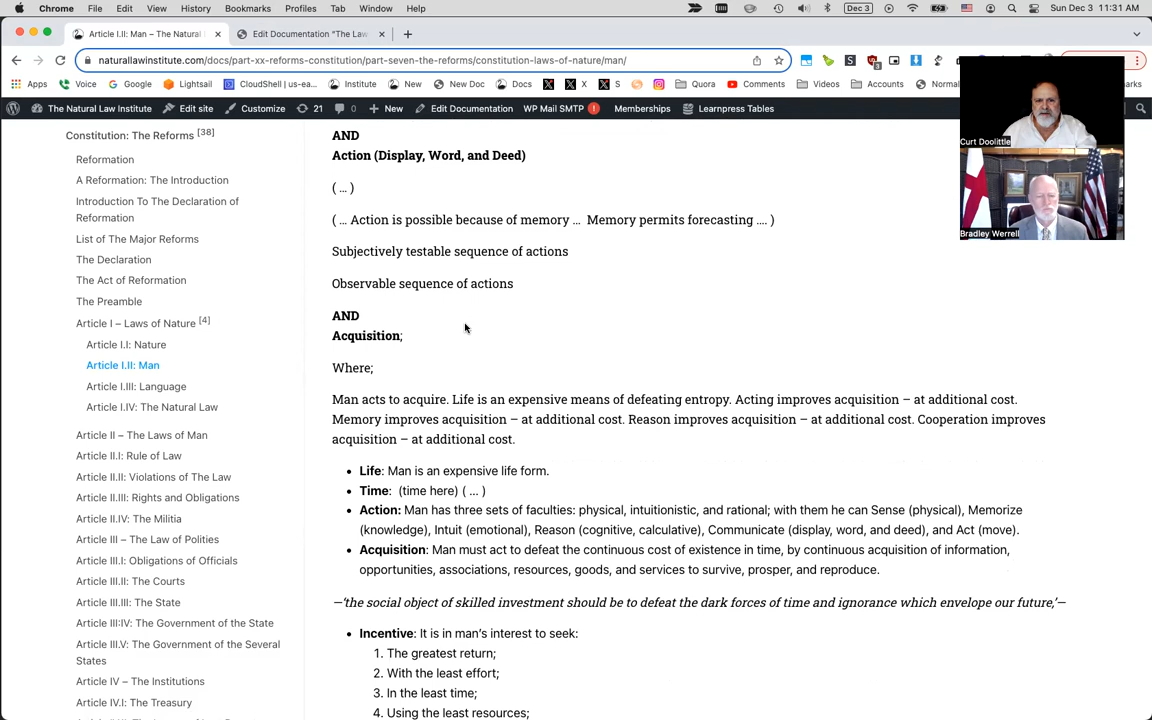 Chrome File Edit View History Bookmarks Profiles Tab Window Help Dec 3 Sun Dec 3 11:31 AM
Article I.II: Man – The Natural Edit Documentation "The Law
naturallawinstitute.com/docs/part-xx-reforms-constitution/part-seven-the-reforms/constitution-laws-of-nature/man/
Apps Voice Google CloudShell | us-ea... Institute New Doc Docs X S Quora Comments Videos Accounts Normal
The Natural Law Institute Edit site Customize 21 0 New Edit Documentation WP Mail SMTP ! Memberships Learnpress Tables
Curt Doolittle
Bradley Werrell
Constitution: The Reforms [38]
Reformation
A Reformation: The Introduction
Introduction To The Declaration of
Reformation
List of The Major Reforms
The Declaration
The Act of Reformation
The Preamble
Article I – Laws of Nature [4]
Article I.I: Nature
Article I.II: Man
Article I.III: Language
Article I.IV: The Natural Law
Article II – The Laws of Man
Article II.I: Rule of Law
Article II.II: Violations of The Law
Article II.III: Rights and Obligations
Article II.IV: The Militia
Article III – The Law of Polities
Article III.I: Obligations of Officials
Article III.II: The Courts
Article III.III: The State
Article III:IV: The Government of the State
Article III.V: The Government of the Several
States
Article IV – The Institutions
Article IV.I: The Treasury
AND
Action (Display, Word, and Deed)
( ... )
( ... Action is possible because of memory ... Memory permits forecasting .... )
Subjectively testable sequence of actions
Observable sequence of actions
AND
Acquisition;
Where;
Man acts to acquire. Life is an expensive means of defeating entropy. Acting improves acquisition – at additional cost.
Memory improves acquisition – at additional cost. Reason improves acquisition – at additional cost. Cooperation improves
acquisition – at additional cost.
• Life: Man is an expensive life form.
• Time: (time here) ( ... )
• Action: Man has three sets of faculties: physical, intuitionistic, and rational; with them he can Sense (physical), Memorize
(knowledge), Intuit (emotional), Reason (cognitive, calculative), Communicate (display, word, and deed), and Act (move).
• Acquisition: Man must act to defeat the continuous cost of existence in time, by continuous acquisition of information,
opportunities, associations, resources, goods, and services to survive, prosper, and reproduce.
—'the social object of skilled investment should be to defeat the dark forces of time and ignorance which envelope our future,'—
• Incentive: It is in man's interest to seek:
1. The greatest return;
2. With the least effort;
3. In the least time;
4. Using the least resources;